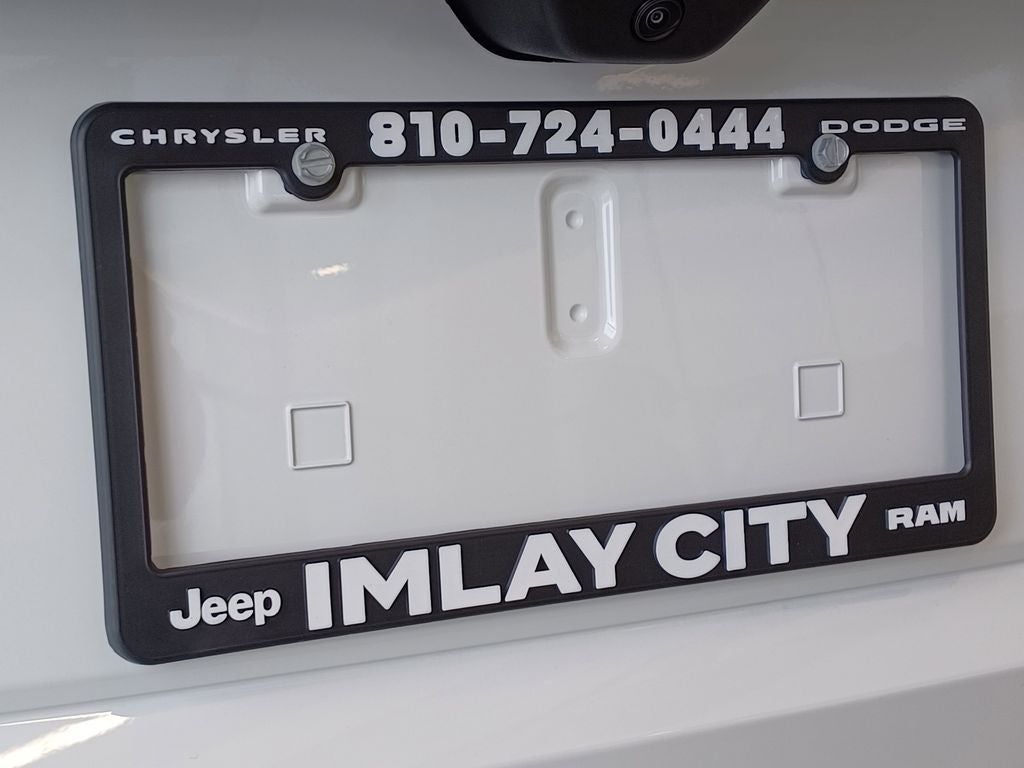 CHRYSLER 810-724-0444 DODGE
Jeep IMLAY CITY RAM